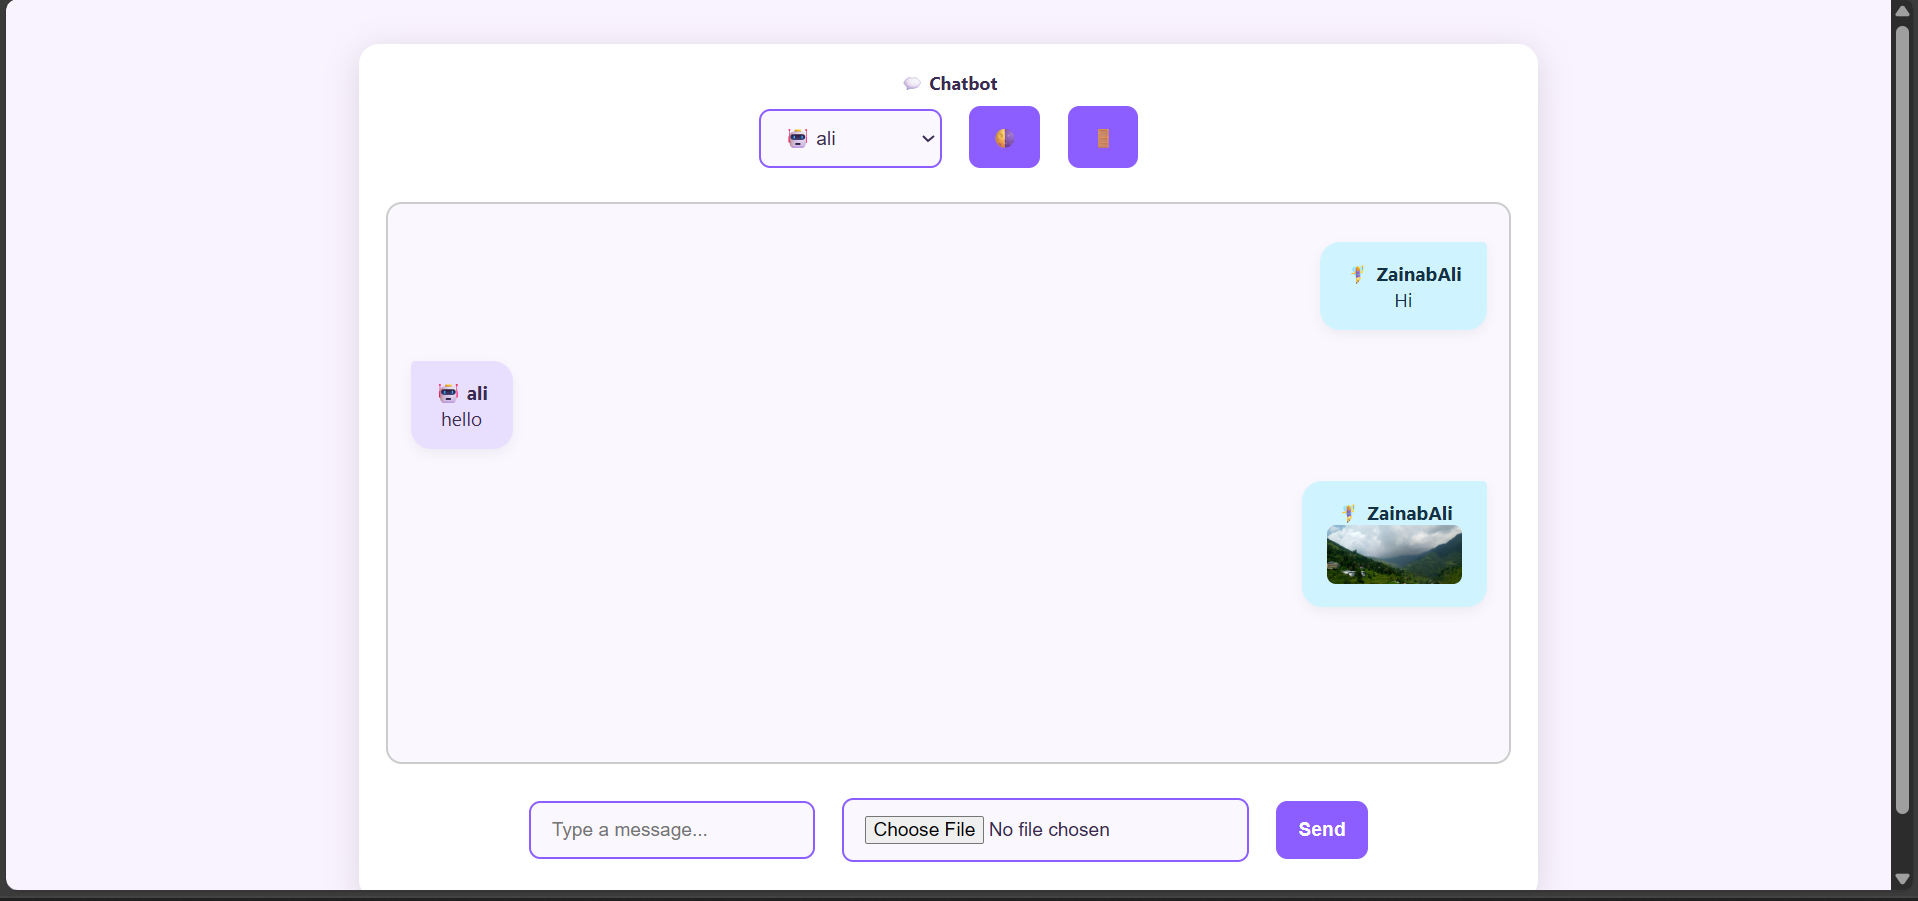 Chatbot
ali
ZainabAli
Hi
ali
hello
ZainabAli
Type a message...
Choose File No file chosen
Send